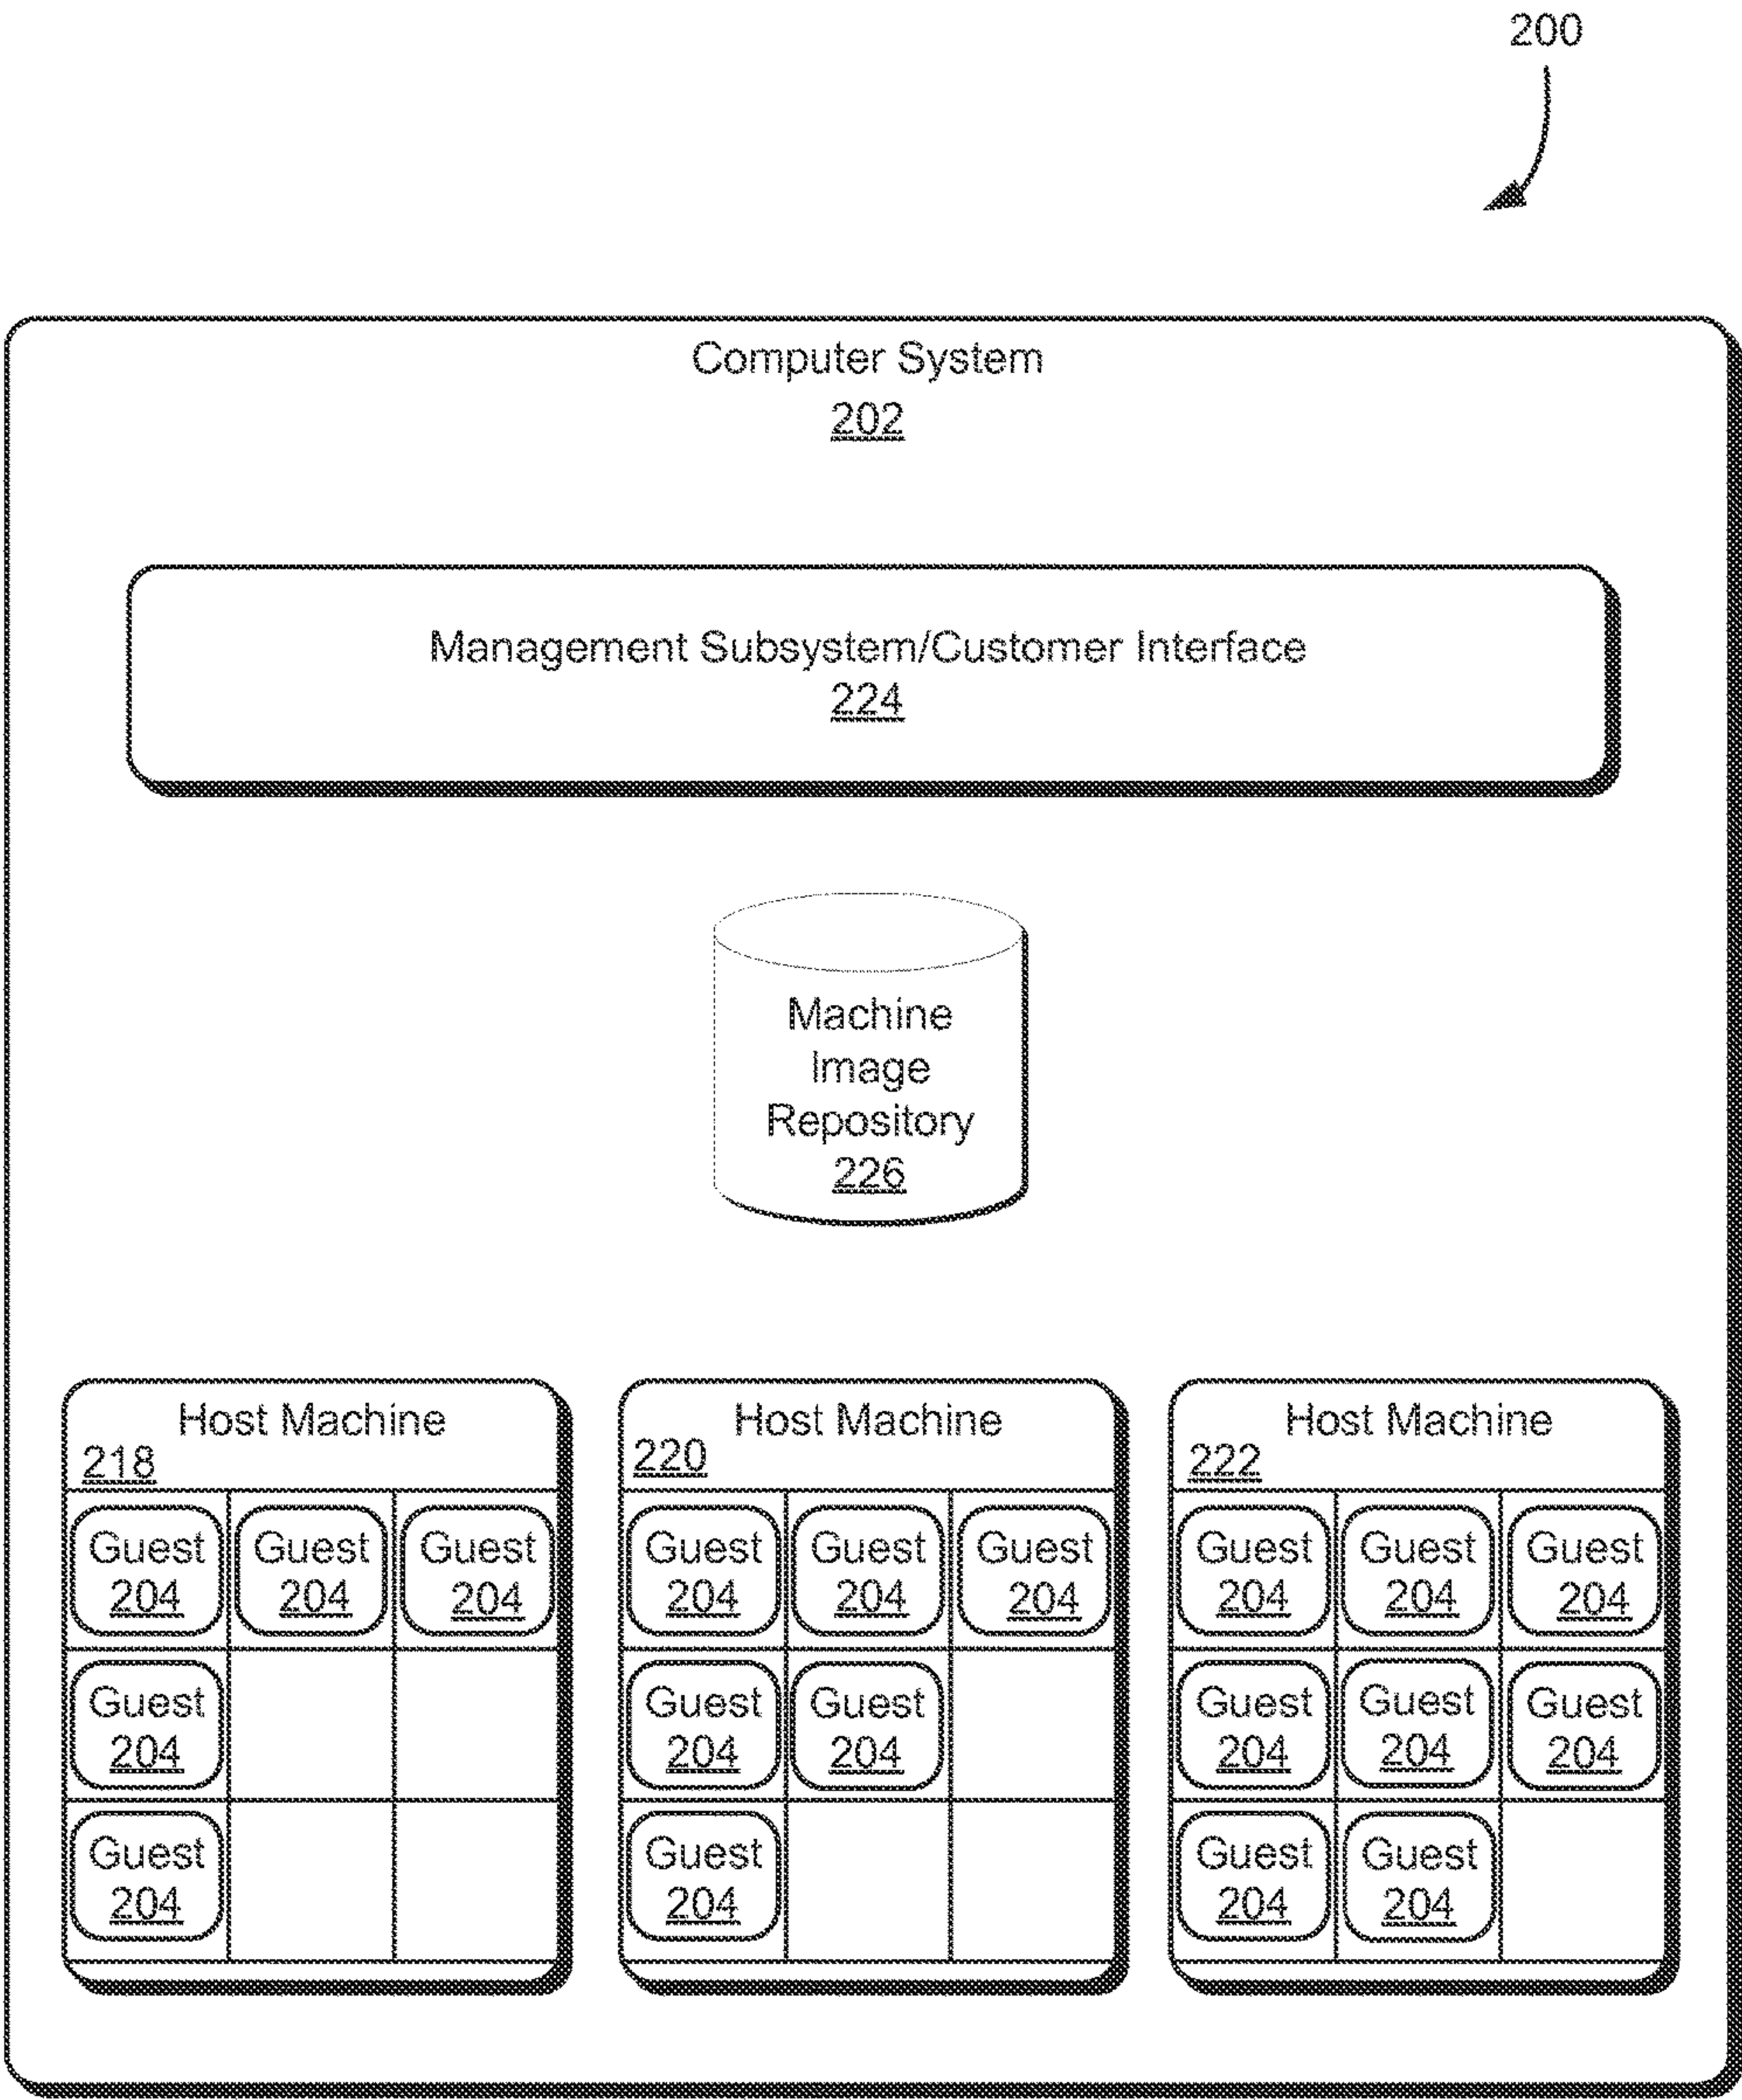 200
Computer System
202
Management Subsystem/Customer Interface
224
Machine
Image
Repository
226
Host Machine
218
Guest Guest Guest
204 204 204
Guest
204
Guest
204
Host Machine
220
Guest Guest Guest
204 204 204
Guest Guest
204 204
Guest
204
Host Machine
222
Guest Guest Guest
204 204 204
Guest Guest Guest
204 204 204
Guest Guest
204 204